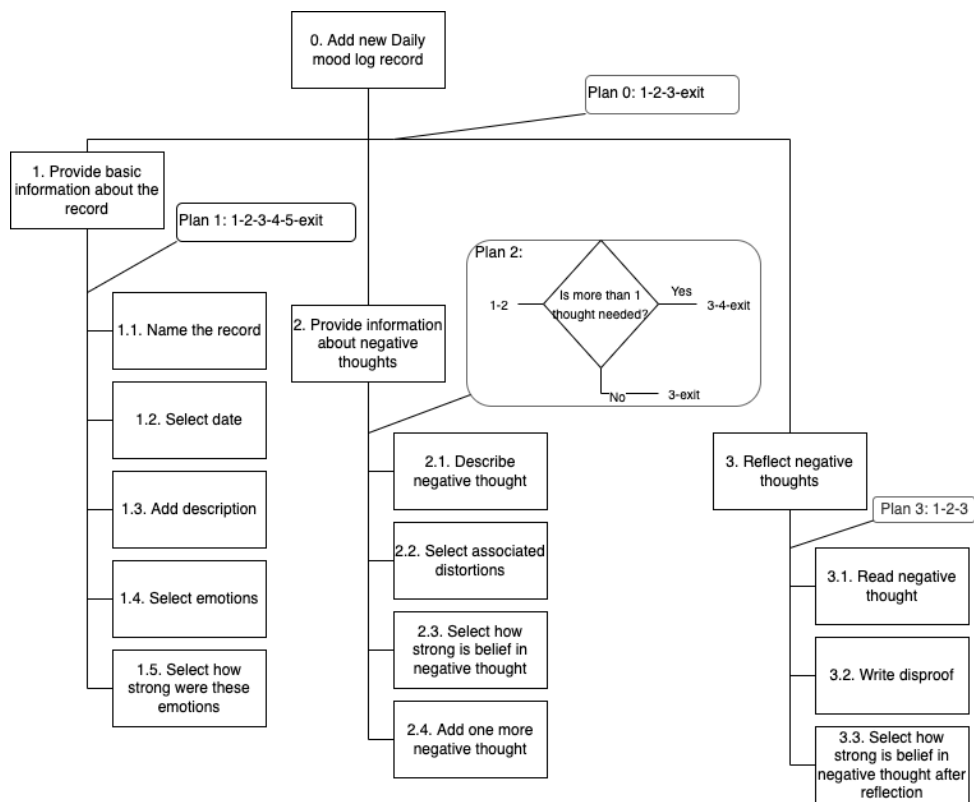 0. Add new Daily
mood log record
Plan 0: 1-2-3-exit
1. Provide basic
information about the
record
Plan 1: 1-2-3-4-5-exit
1.1. Name the record
1.2. Select date
1.3. Add description
1.4. Select emotions
1.5. Select how
strong were these
emotions
2. Provide information
about negative
thoughts
Plan 2:
1-2
Is more than 1
thought needed?
Yes
3-4-exit
No
3-exit
2.1. Describe
negative thought
2.2. Select associated
distortions
2.3. Select how
strong is belief in
negative thought
2.4. Add one more
negative thought
3. Reflect negative
thoughts
Plan 3: 1-2-3
3.1. Read negative
thought
3.2. Write disproof
3.3. Select how
strong is belief in
negative thought after
reflection